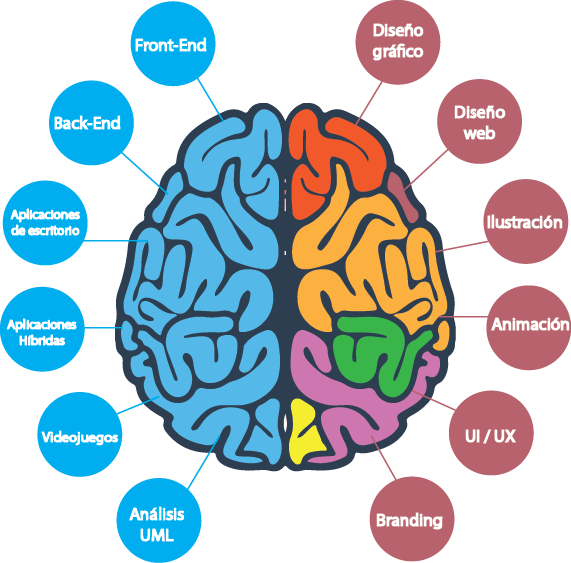 Front-End
Back-End
Aplicaciones
de escritorio
Aplicaciones
Híbridas
Videojuegos
Análisis
UML
Diseño
gráfico
Diseño
web
Ilustración
Animación
UI / UX
Branding